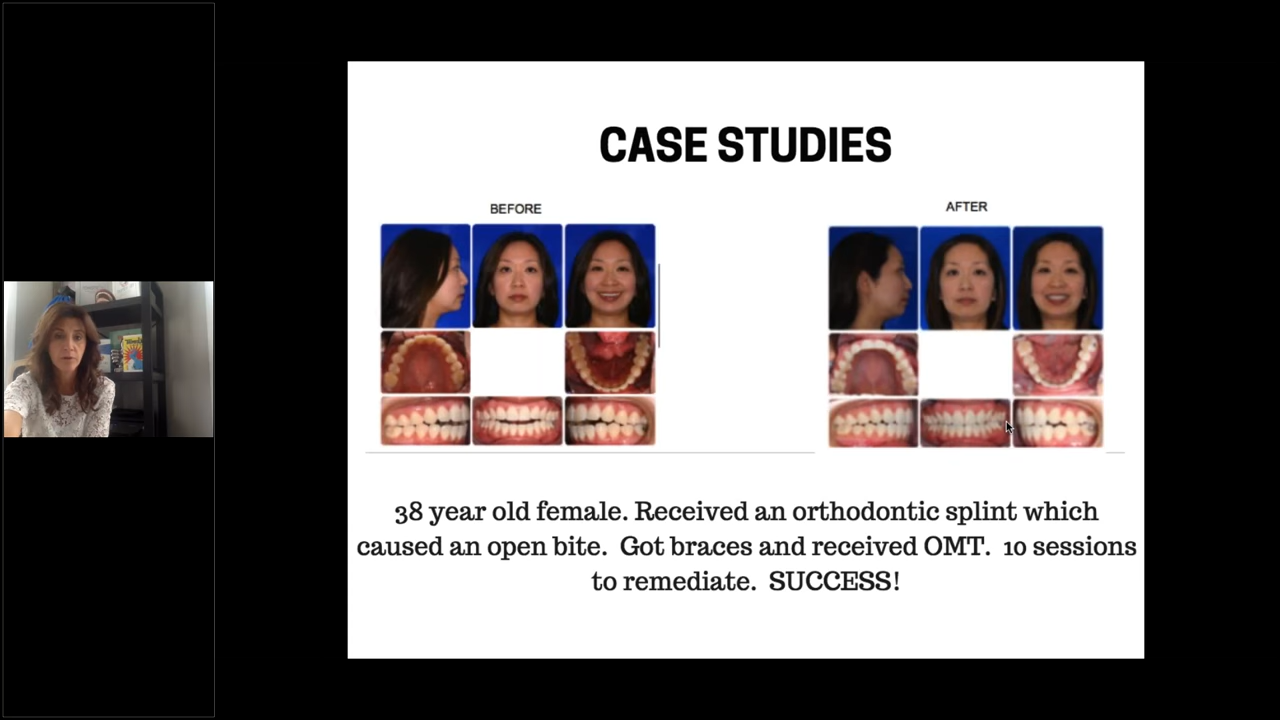 CASE STUDIES
BEFORE
AFTER
38 year old female. Received an orthodontic splint which
caused an open bite. Got braces and received OMT. 10 sessions
to remediate. SUCCESS!